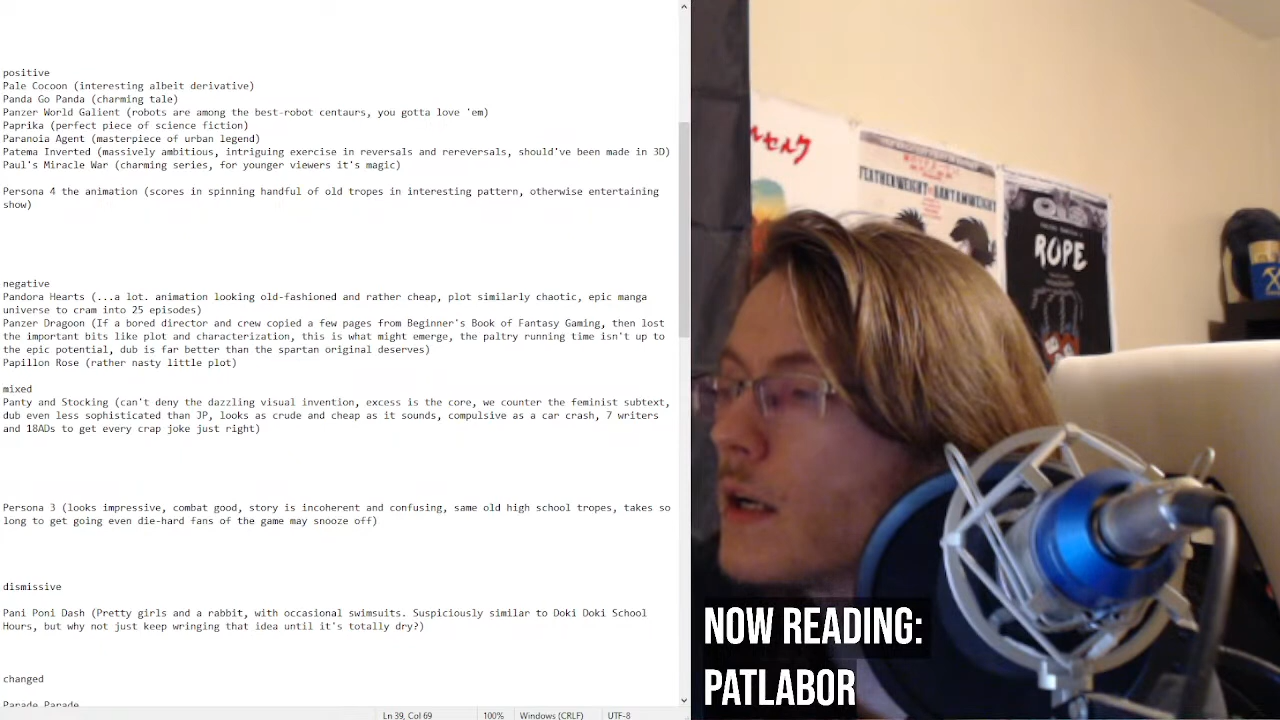 positive
Pale Cocoon (interesting albeit derivative)
Panda Go Panda (charming tale)
Panzer World Galient (robots are among the best-robot centaurs, you gotta love 'em)
Paprika (perfect piece of science fiction)
Paranoia Agent (masterpiece of urban legend)
Patema Inverted (massively ambitious, intriguing exercise in reversals and rereversals, should've been made in 3D)
Paul's Miracle War (charming series, for younger viewers it's magic)
Persona 4 the animation (scores in spinning handful of old tropes in interesting pattern, otherwise entertaining
show)
negative
Pandora Hearts (...a lot. animation looking old-fashioned and rather cheap, plot similarly chaotic, epic manga
universe to cram into 25 episodes)
Panzer Dragoon (If a bored director and crew copied a few pages from Beginner's Book of Fantasy Gaming, then lost
the important bits like plot and characterization, this is what might emerge, the paltry running time isn't up to
the epic potential, dub is far better than the spartan original deserves)
Papillon Rose (rather nasty little plot)
mixed
Panty and Stocking (can't deny the dazzling visual invention, excess is the core, we counter the feminist subtext,
dub even less sophisticated than JP, looks as crude and cheap as it sounds, compulsive as a car crash, 7 writers
and 18ADs to get every crap joke just right)
Persona 3 (looks impressive, combat good, story is incoherent and confusing, same old high school tropes, takes so
long to get going even die-hard fans of the game may snooze off)
dismissive
Pani Poni Dash (Pretty girls and a rabbit, with occasional swimsuits. Suspiciously similar to Doki Doki School
Hours, but why not just keep wringing that idea until it's totally dry?)
changed
Parade Parade
Ln 39, Col 69
100%
Windows (CRLF)
UTF-8
ルセルク
FEATHERWEIGHT
BANTAMWEIGHT
ROPE
NOW READING:
PATLABOR